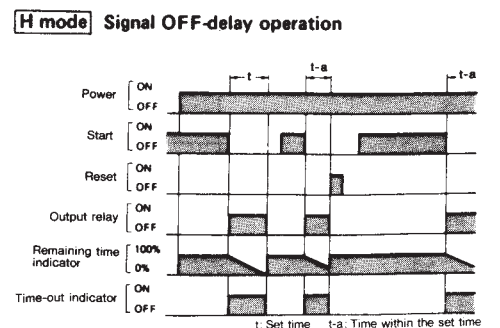 H mode Signal OFF-delay operation
t
t-a
t-a
Power ON
OFF
Start ON
OFF
Reset ON
OFF
Output relay ON
OFF
Remaining time indicator 100%
0%
Time-out indicator ON
OFF
t: Set time t-a: Time within the set time